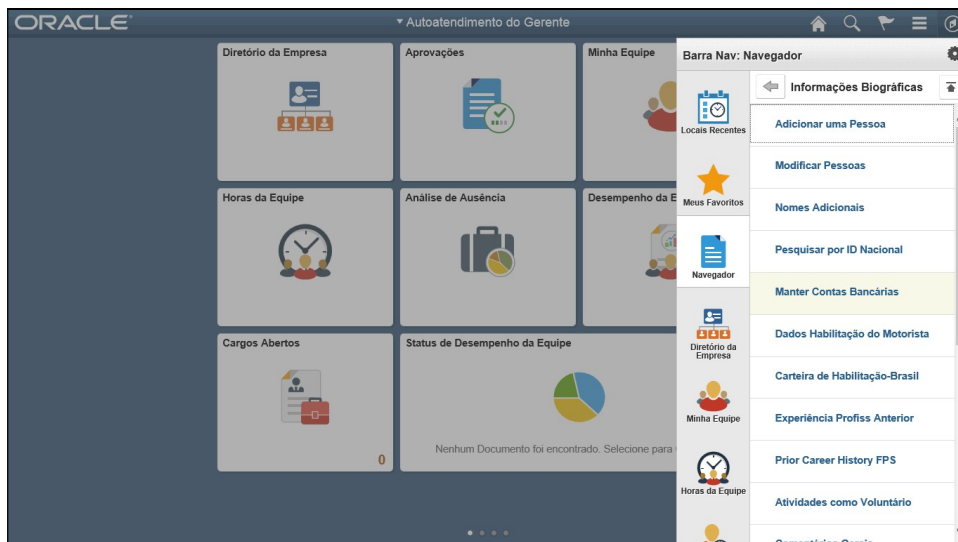 ORACLE
Autoatendimento do Gerente
Diretório da Empresa
Aprovações
Minha Equipe
Horas da Equipe
Análise de Ausência
Desempenho da E
Cargos Abertos
0
Status de Desempenho da Equipe
Nenhum Documento foi encontrado. Selecione para
Barra Nav: Navegador
Locais Recentes
Meus Favoritos
Navegador
Diretório da
Empresa
Minha Equipe
Horas da Equipe
Informações Biográficas
Adicionar uma Pessoa
Modificar Pessoas
Nomes Adicionais
Pesquisar por ID Nacional
Manter Contas Bancárias
Dados Habilitação do Motorista
Carteira de Habilitação-Brasil
Experiência Profiss Anterior
Prior Career History FPS
Atividades como Voluntário